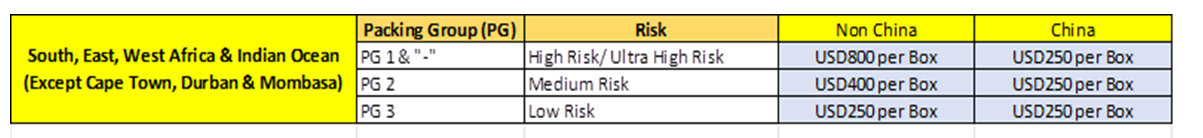 Packing Group (PG) Risk Non China China
South, East, West Africa & Indian Ocean
(Except Cape Town, Durban & Mombasa)
PG 1 & "-" High Risk/ Ultra High Risk USD800 per Box USD250 per Box
PG 2 Medium Risk USD400 per Box USD250 per Box
PG 3 Low Risk USD250 per Box USD250 per Box